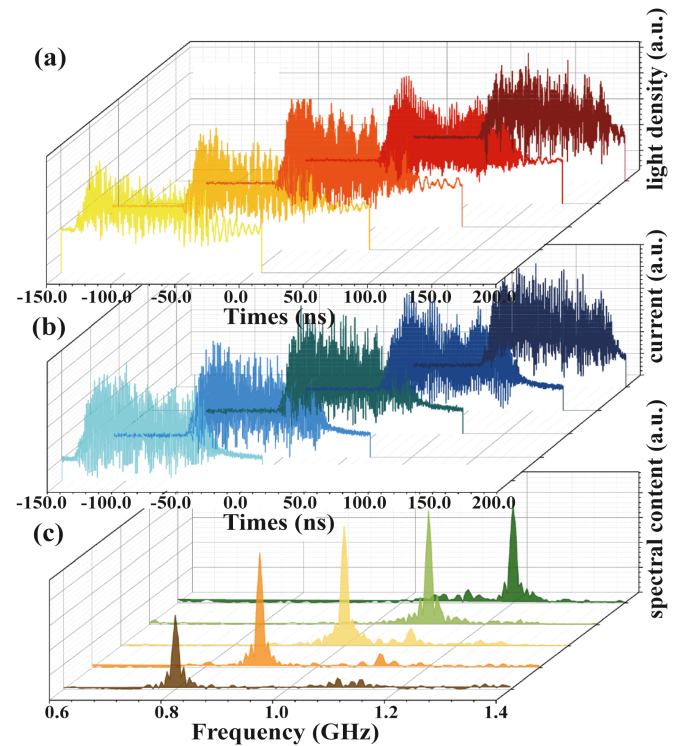 (a)
light density (a.u.)
-150.0 -100.0 -50.0 0.0 50.0 100.0 150.0 200.0
Times (ns)
(b)
current (a.u.)
-150.0 -100.0 -50.0 0.0 50.0 100.0 150.0 200.0
Times (ns)
(c)
spectral content (a.u.)
0.6 0.8 1.0 1.2 1.4
Frequency (GHz)